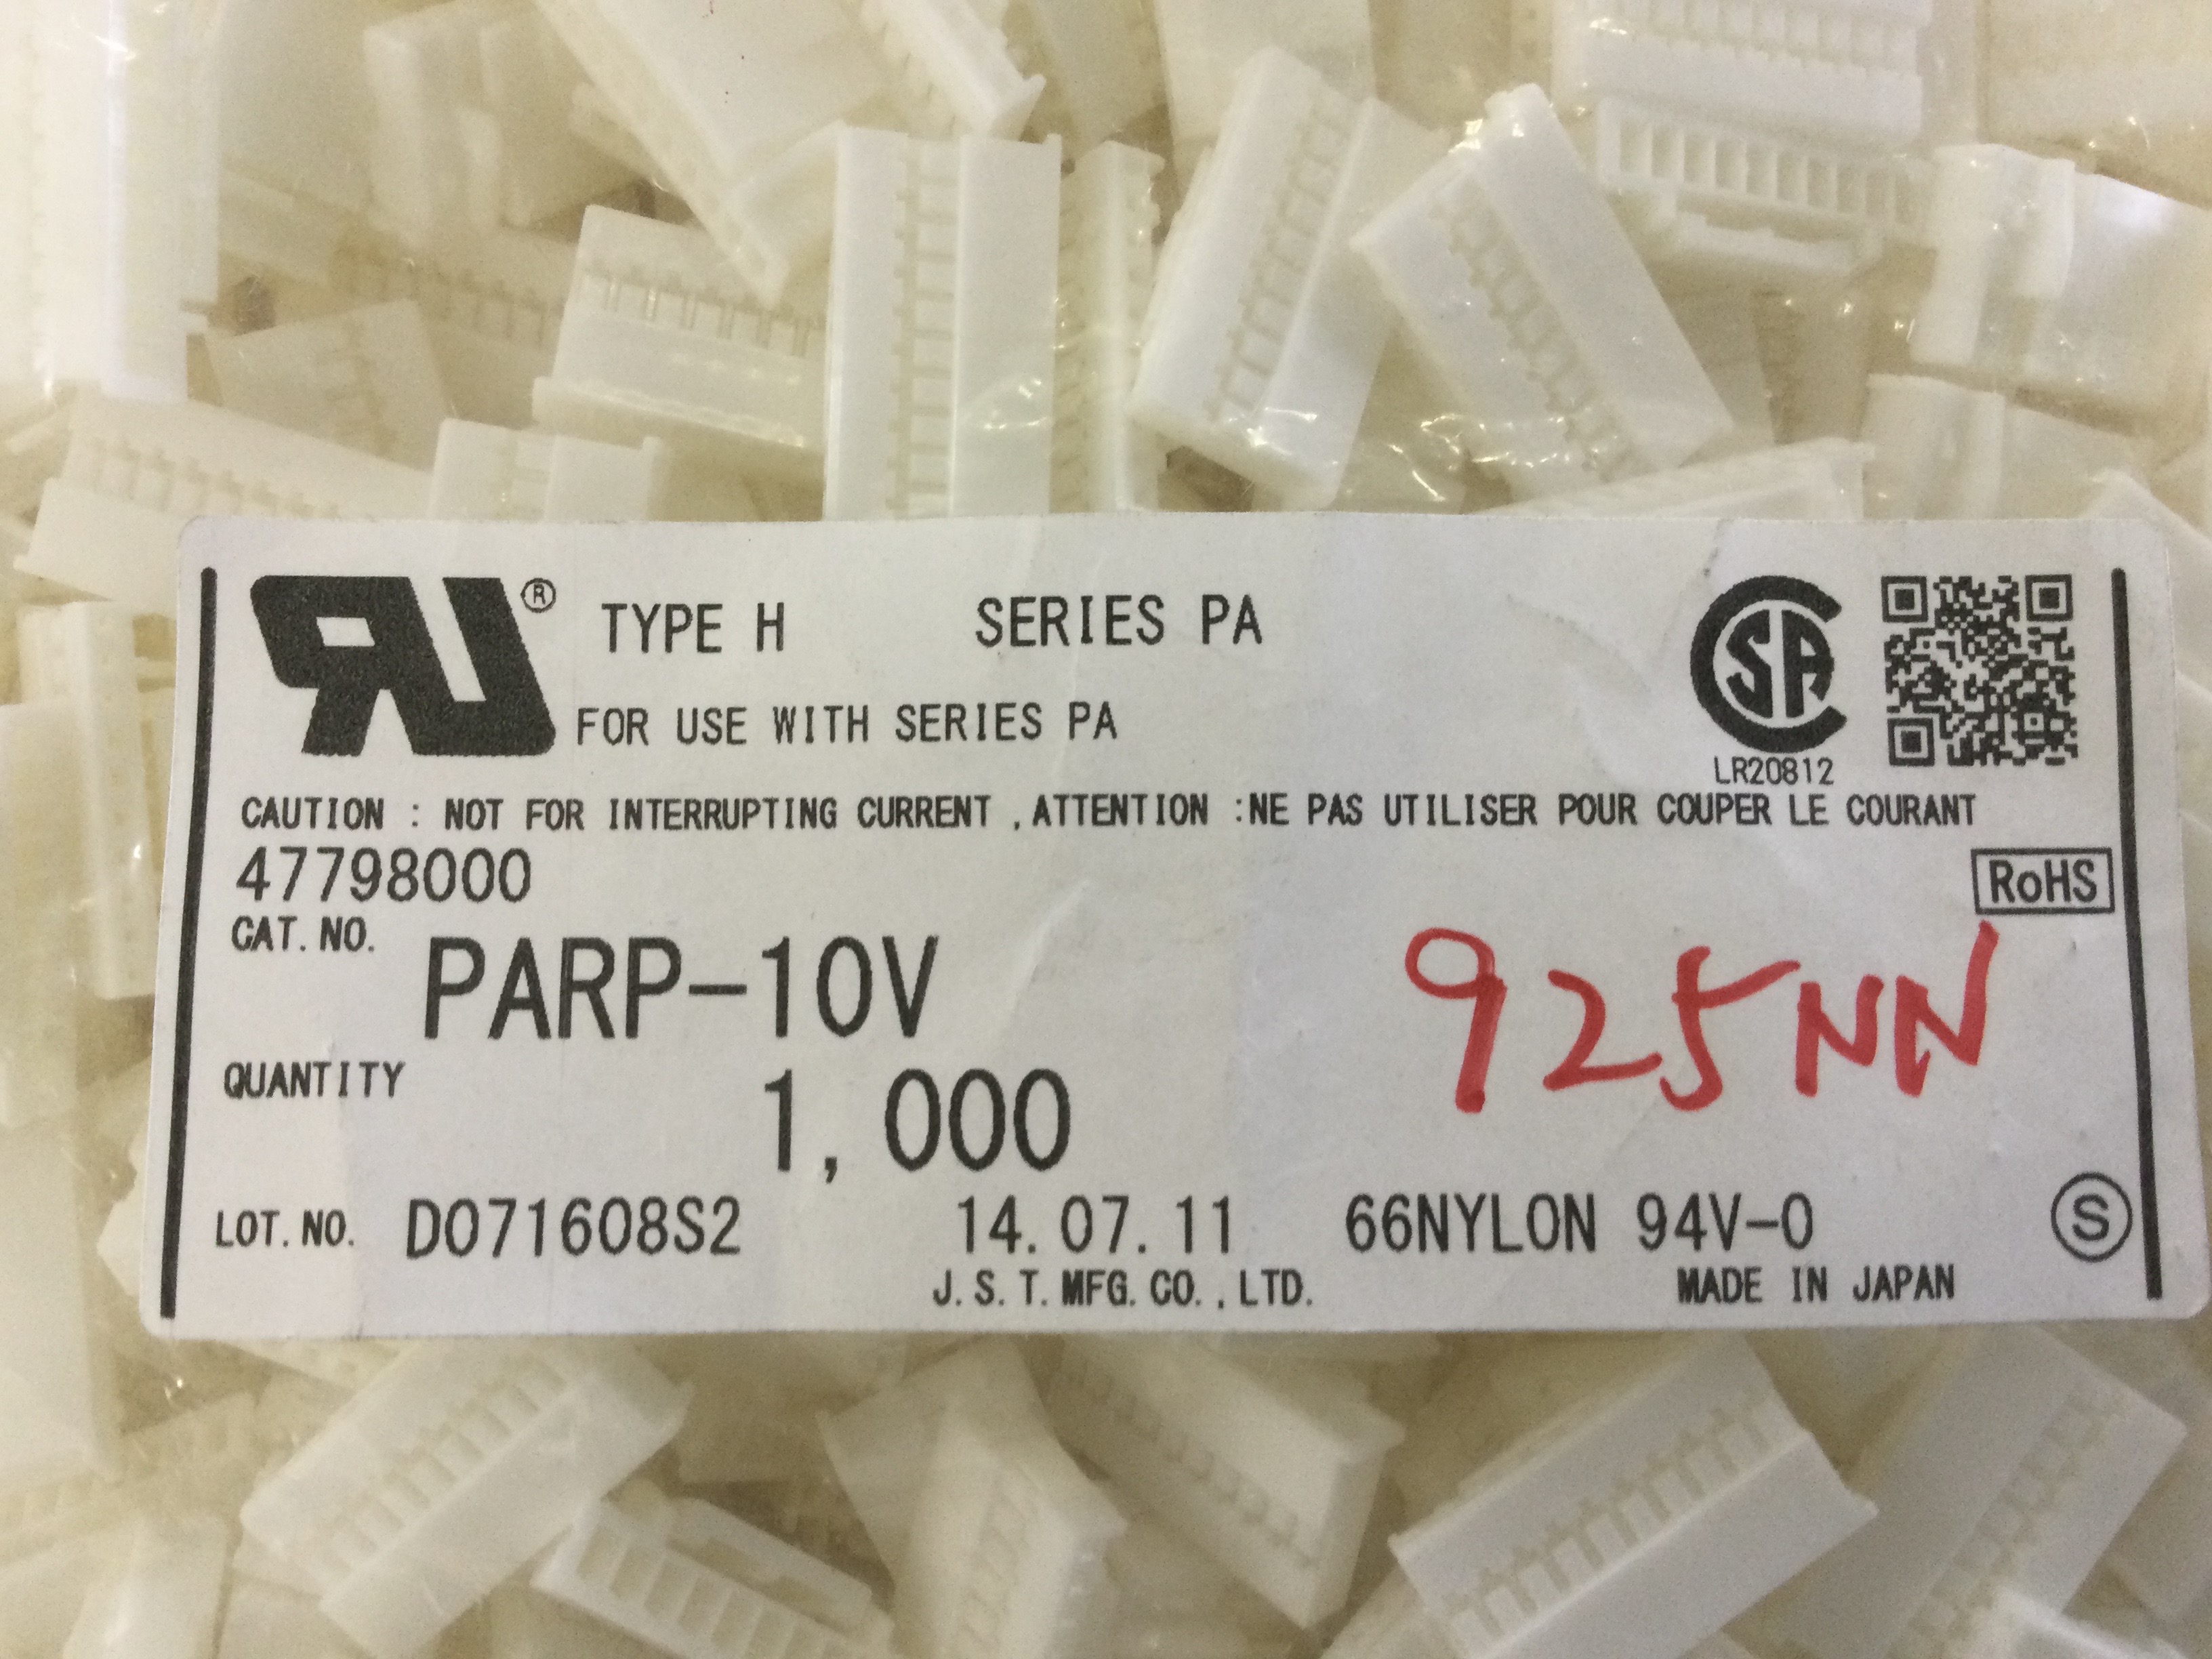 RU® TYPE H SERIES PA
FOR USE WITH SERIES PA
CSA
LR20812
CAUTION : NOT FOR INTERRUPTING CURRENT , ATTENTION :NE PAS UTILISER POUR COUPER LE COURANT
47798000
RoHS
CAT. NO. PARP-10V
925NN
QUANTITY 1,000
LOT. NO. D071608S2 14. 07. 11 66NYLON 94V-0 S
J. S. T. MFG. CO. , LTD. MADE IN JAPAN